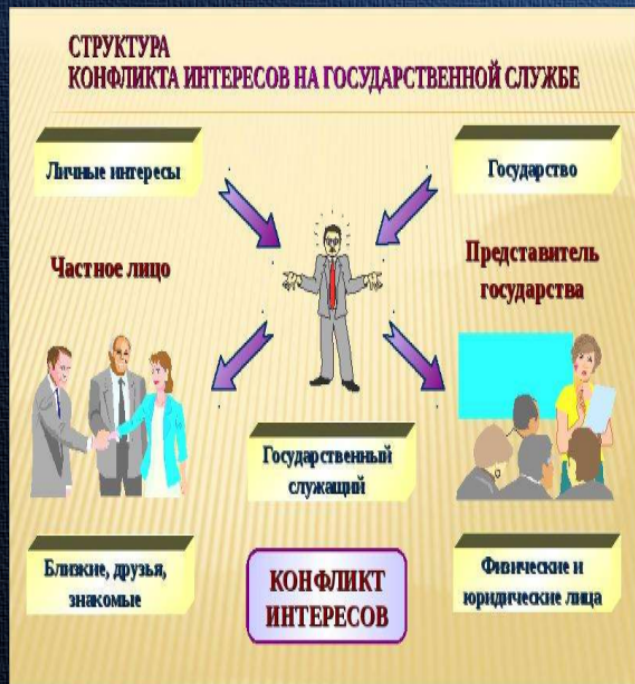 СТРУКТУРА
КОНФЛИКТА ИНТЕРЕСОВ НА ГОСУДАРСТВЕННОЙ СЛУЖБЕ
Личные интересы
Государство
Частное лицо
Представитель
государства
Государственный
служащий
Близкие, друзья,
знакомые
КОНФЛИКТ
ИНТЕРЕСОВ
Физические и
юридические лица